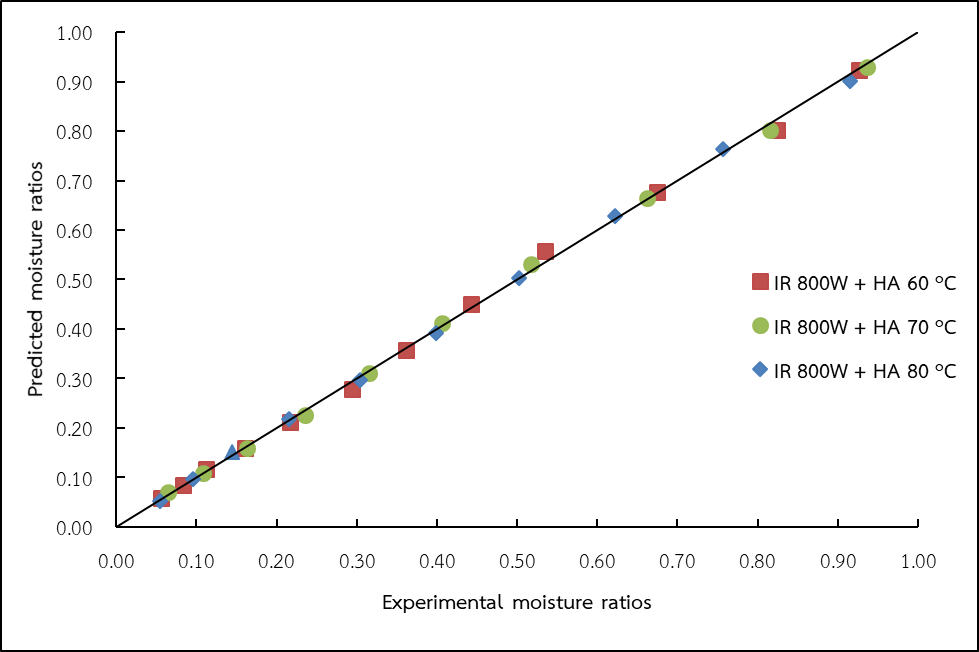 1.00
0.90
0.80
0.70
0.60
0.50
0.40
0.30
0.20
0.10
0.00
Predicted moisture ratios
IR 800W + HA 60 ºC
IR 800W + HA 70 ºC
IR 800W + HA 80 ºC
0.00 0.10 0.20 0.30 0.40 0.50 0.60 0.70 0.80 0.90 1.00
Experimental moisture ratios